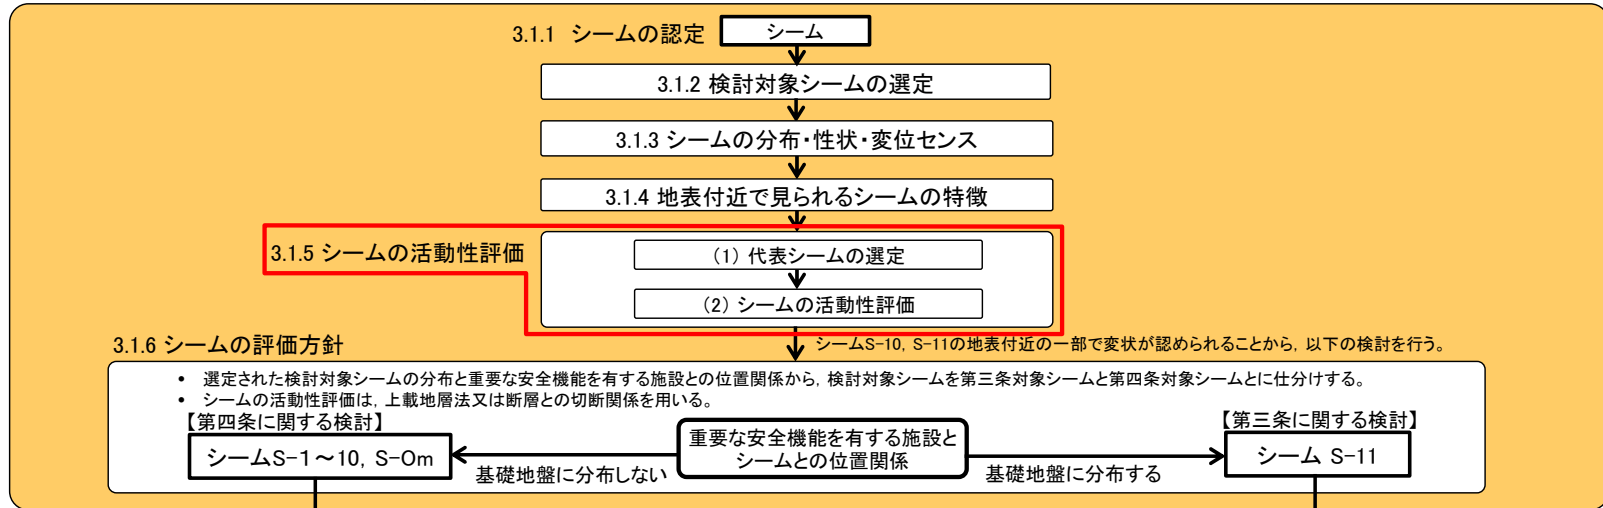 3.1.1 シームの認定
シーム
3.1.2 検討対象シームの選定
3.1.3 シームの分布・性状・変位センス
3.1.4 地表付近で見られるシームの特徴
3.1.5 シームの活動性評価
(1) 代表シームの選定
(2) シームの活動性評価
3.1.6 シームの評価方針
シームS-10, S-11の地表付近の一部で変状が認められることから, 以下の検討を行う。
• 選定された検討対象シームの分布と重要な安全機能を有する施設との位置関係から, 検討対象シームを第三条対象シームと第四条対象シームとに仕分けする。
• シームの活動性評価は, 上載地層法又は断層との切断関係を用いる。
【第四条に関する検討】
シームS-1～10, S-Om
基礎地盤に分布しない
重要な安全機能を有する施設と
シームとの位置関係
基礎地盤に分布する
【第三条に関する検討】
シーム S-11